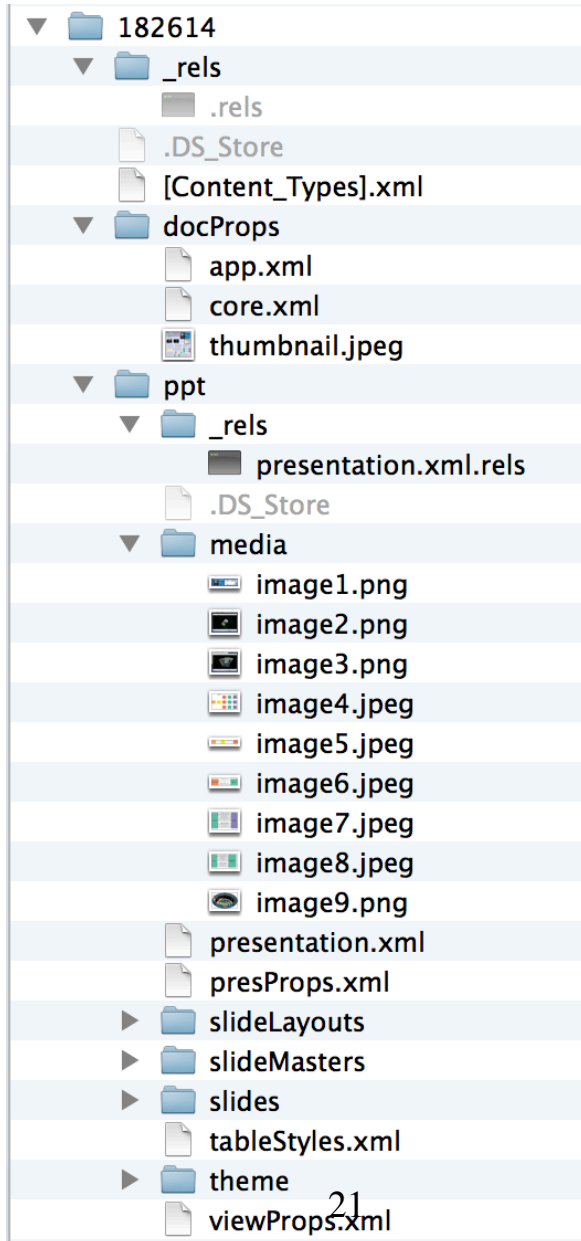 182614
_rels
.rels
.DS_Store
[Content_Types].xml
docProps
app.xml
core.xml
thumbnail.jpeg
ppt
_rels
presentation.xml.rels
.DS_Store
media
image1.png
image2.png
image3.png
image4.jpeg
image5.jpeg
image6.jpeg
image7.jpeg
image8.jpeg
image9.png
presentation.xml
presProps.xml
slideLayouts
slideMasters
slides
tableStyles.xml
theme
21
viewProps.xml